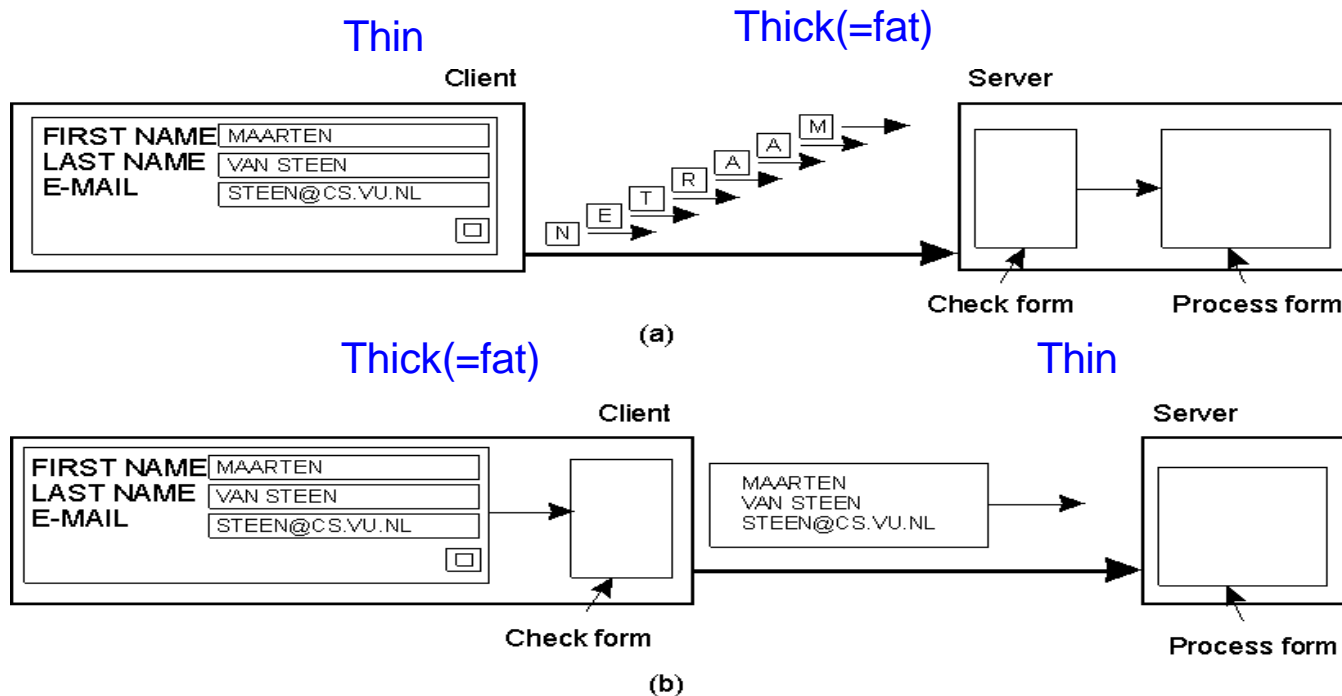 Thin
Thick(=fat)
Client
Server
FIRST NAME MAARTEN
LAST NAME VAN STEEN
E-MAIL STEEN@CS.VU.NL
N E T R A A M
Check form
Process form
(a)
Thick(=fat)
Thin
Client
Server
FIRST NAME MAARTEN
LAST NAME VAN STEEN
E-MAIL STEEN@CS.VU.NL
MAARTEN
VAN STEEN
STEEN@CS.VU.NL
Check form
Process form
(b)